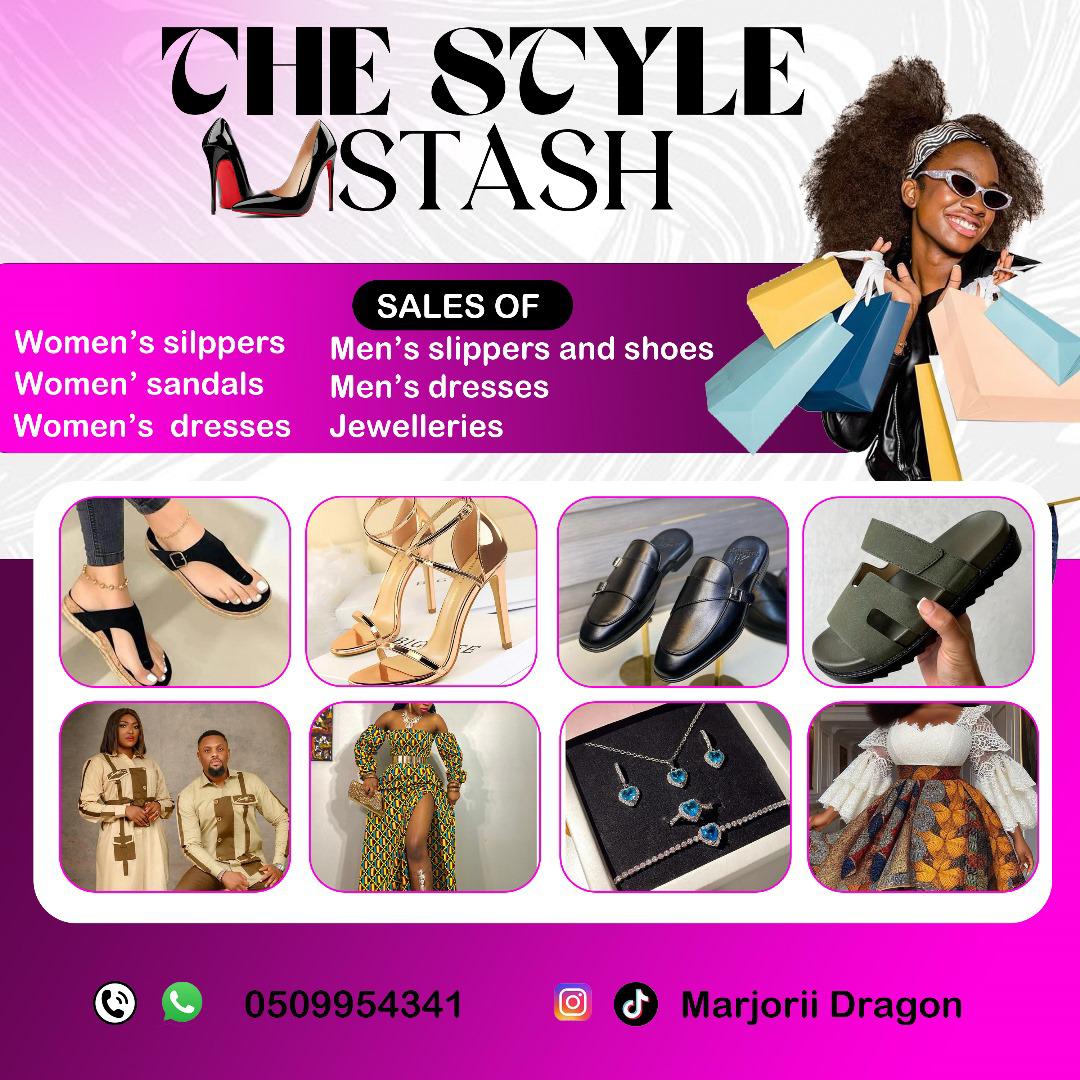 THE STYLE
STASH
SALES OF
Women's silppers
Women' sandals
Women's dresses
Men's slippers and shoes
Men's dresses
Jewelleries
0509954341
Marjorii Dragon